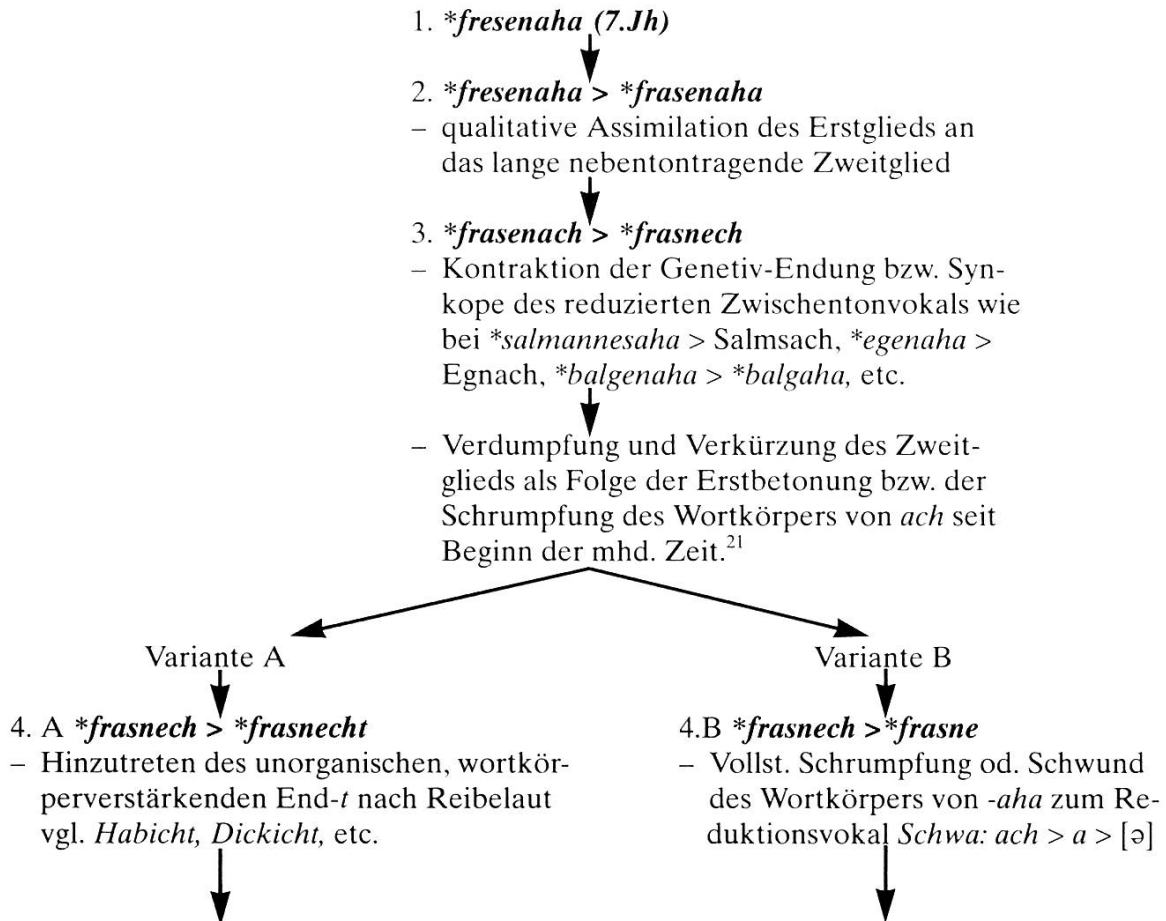 1. *fresenaha (7.Jh)
2. *fresenaha > *frasenaha
– qualitative Assimilation des Erstglieds an
das lange nebentontragende Zweitglied
3. *frasenach > *frasnech
– Kontraktion der Genetiv-Endung bzw. Syn-
kope des reduzierten Zwischentonvokals wie
bei *salmannesaha > Salmsach, *egenaha >
Egnach, *balgenaha > *balgaha, etc.
– Verdumpfung und Verkürzung des Zweit-
glieds als Folge der Erstbetonung bzw. der
Schrumpfung des Wortkörpers von ach seit
Beginn der mhd. Zeit.21
Variante A
4. A *frasnech > *frasnecht
– Hinzutreten des unorganischen, wortkör-
perverstärkenden End-t nach Reibelaut
vgl. Habicht, Dickicht, etc.
Variante B
4.B *frasnech >*frasne
– Vollst. Schrumpfung od. Schwund
des Wortkörpers von -aha zum Re-
duktionsvokal Schwa: ach > a > [ə]